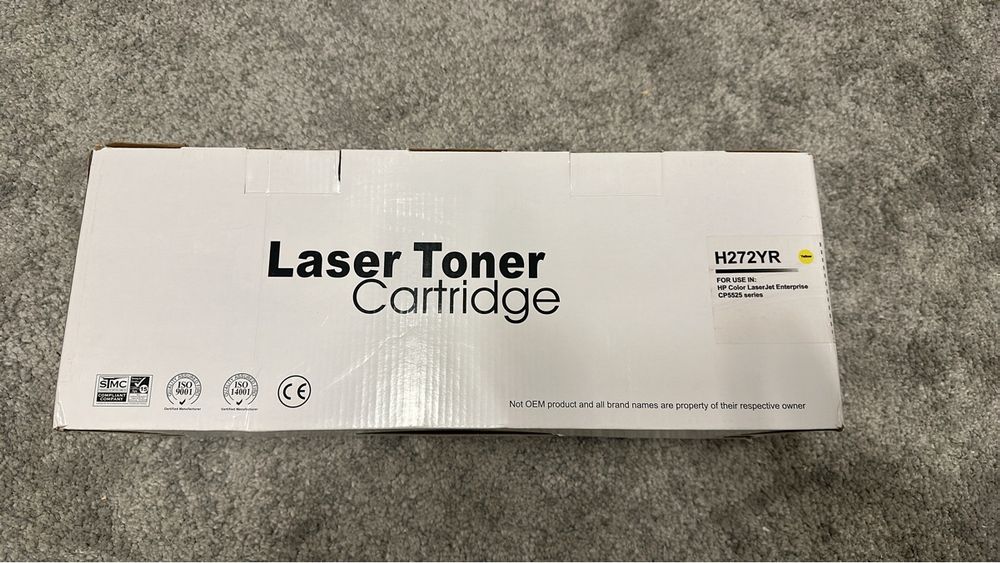 Laser Toner
Cartridge
H272YR
Yellow
FOR USE IN:
HP Color LaserJet Enterprise
CP5525 series
STMC
COMPLIANT
COMPANY
15
ISO
9001
Certified Manufacturer
ISO
14001
Certified Manufacturer
CE
Not OEM product and all brand names are property of their respective owner